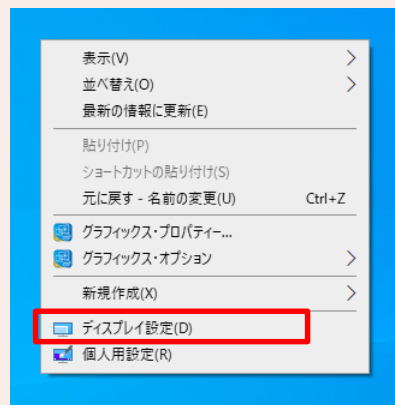 表示(V)
並べ替え(O)
最新の情報に更新(E)
貼り付け(P)
ショートカットの貼り付け(S)
元に戻す - 名前の変更(U) Ctrl+Z
グラフィックス・プロパティー...
グラフィックス・オプション
新規作成(X)
ディスプレイ設定(D)
個人用設定(R)